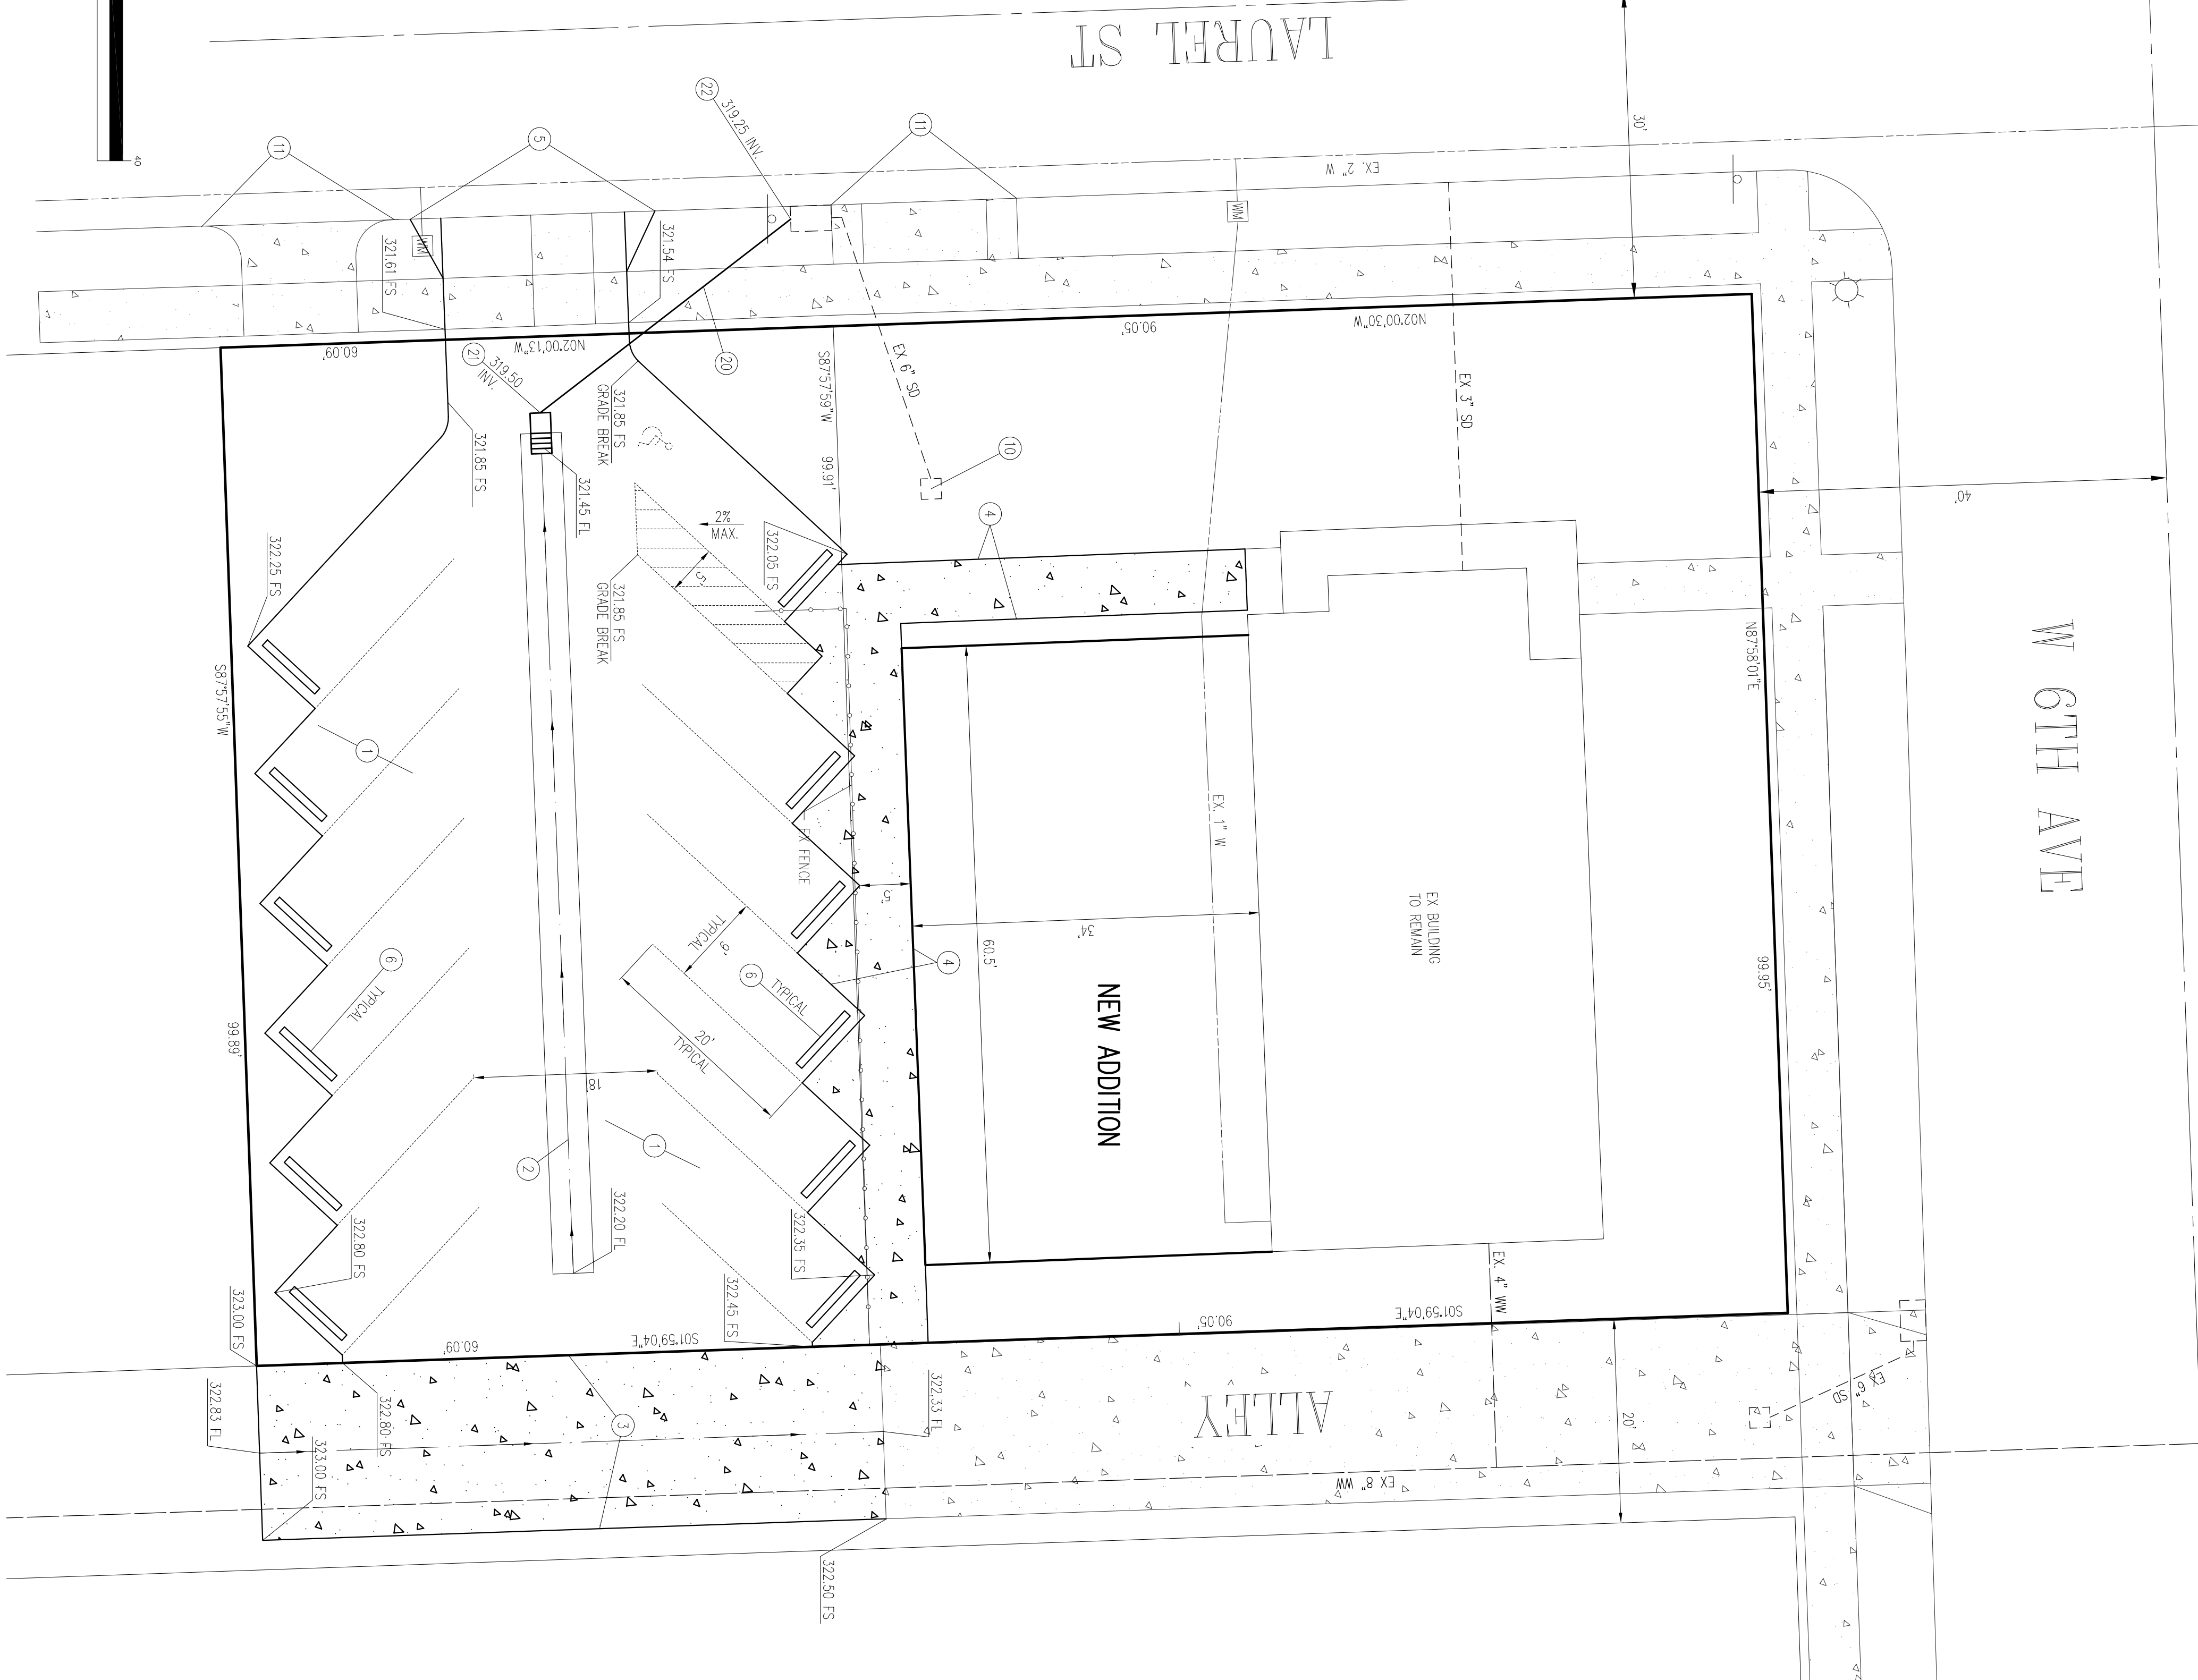 LAUREL ST
W 6TH AVE
ALLEY
40
30'
40'
20'
EX. 2" W
WM
WM
11
5
22
319.25 INV.
11
321.61 FS
321.54 FS
20
21
319.50
INV.
N02°00'13"W
60.09'
S87°57'59"W
99.91'
EX 6" SD
10
90.05'
N02°00'30"W
EX 3" SD
321.85 FS
321.85 FS
GRADE BREAK
321.45 FL
2%
MAX.
5'
322.05 FS
321.85 FS
GRADE BREAK
322.25 FS
4
N87°58'01"E
99.95'
S87°57'55"W
99.89'
1
EX FENCE
EX. 1" W
5'
34'
60.5'
EX BUILDING
TO REMAIN
NEW ADDITION
4
9'
TYPICAL
6
TYPICAL
20'
TYPICAL
6
TYPICAL
18'
1
2
322.20 FL
322.80 FS
322.35 FS
322.45 FS
323.00 FS
60.09'
S01°59'04"E
90.05'
S01°59'04"E
EX. 4" WW
EX 6" SD
322.83 FL
322.80 FS
323.00 FS
3
322.33 FL
322.50 FS
EX 8" WW